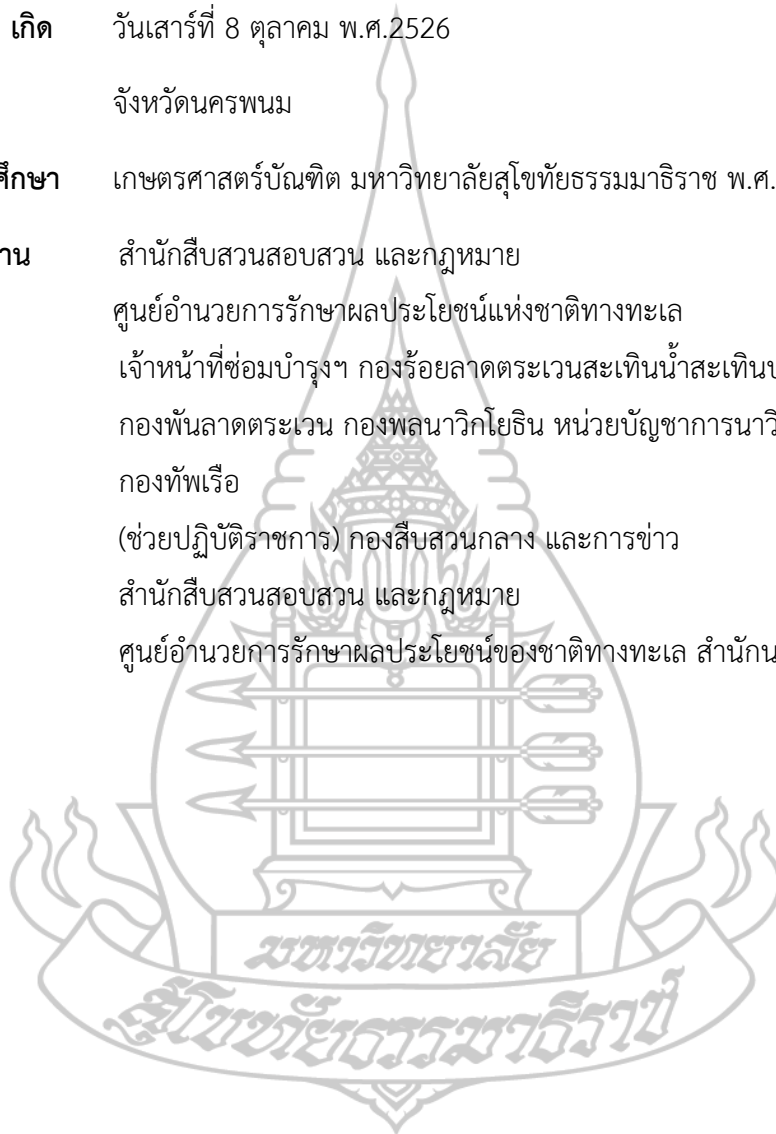 เกิด วันเสาร์ที่ 8 ตุลาคม พ.ศ.2526
จังหวัดนครพนม
ศึกษา เกษตรศาสตร์บัณฑิต มหาวิทยาลัยสุโขทัยธรรมมาธิราช พ.ศ.
าน สำนักสืบสวนสอบสวน และกฎหมาย
ศูนย์อำนวยการรักษาผลประโยชน์แห่งชาติทางทะเล
เจ้าหน้าที่ซ่อมบำรุงฯ กองร้อยลาดตระเวนสะเทินน้ำสะเทินบ
กองพันลาดตระเวน กองพลนาวิกโยธิน หน่วยบัญชาการนาวิ
กองทัพเรือ
(ช่วยปฏิบัติราชการ) กองสืบสวนกลาง และการข่าว
สำนักสืบสวนสอบสวน และกฎหมาย
ศูนย์อำนวยการรักษาผลประโยชน์ของชาติทางทะเล สำนักน
มหาวิทยาลัย
สุโขทัยธรรมาธิราช